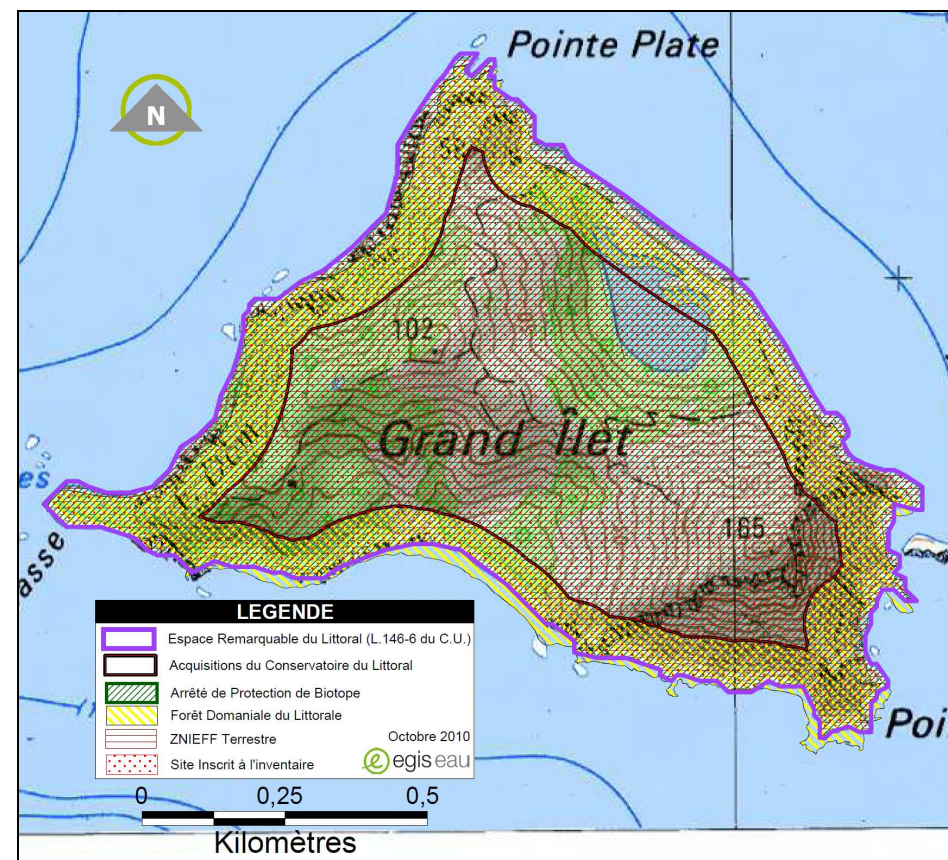 Pointe Plate
N
102
Grand Îlet
es
165
asse
LEGENDE
Espace Remarquable du Littoral (L.146-6 du C.U.)
Acquisitions du Conservatoire du Littoral
Arrêté de Protection de Biotope
Forêt Domaniale du Littorale
ZNIEFF Terrestre
Site Inscrit à l'inventaire
Octobre 2010
e egis eau
Poi
0 0,25 0,5
Kilomètres